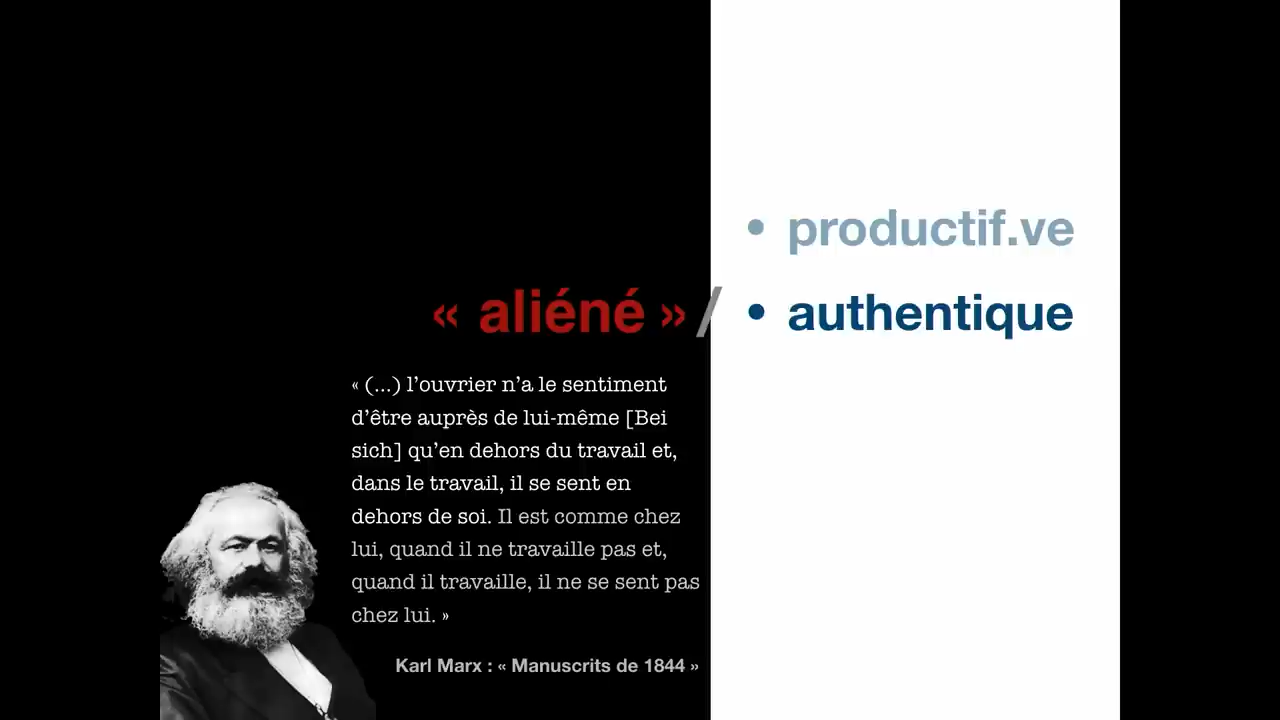 • productif.ve
« aliéné » / • authentique
« (...) l’ouvrier n’a le sentiment
d’être auprès de lui-même [Bei
sich] qu’en dehors du travail et,
dans le travail, il se sent en
dehors de soi. Il est comme chez
lui, quand il ne travaille pas et,
quand il travaille, il ne se sent pas
chez lui. »
Karl Marx : « Manuscrits de 1844 »